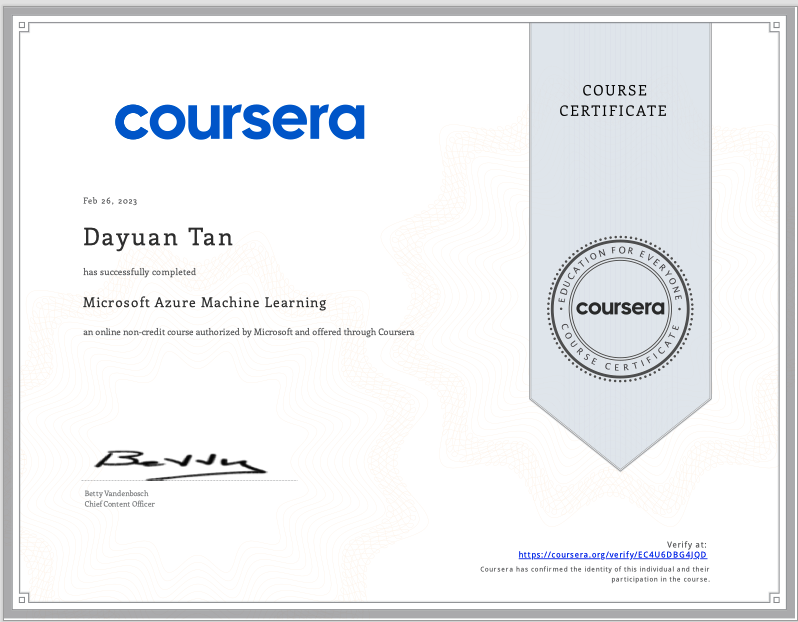 coursera
COURSE
CERTIFICATE
Feb 26, 2023
Dayuan Tan
has successfully completed
Microsoft Azure Machine Learning
an online non-credit course authorized by Microsoft and offered through Coursera
EDUCATION FOR EVERYONE
coursera
COURSE CERTIFICATE
Betty
Betty Vandenbosch
Chief Content Officer
Verify at:
https://coursera.org/verify/EC4U6DBG4JQD
Coursera has confirmed the identity of this individual and their
participation in the course.